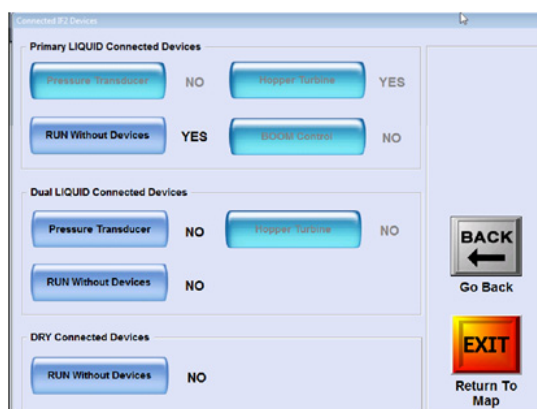 Connected IF2 Devices
Primary LIQUID Connected Devices
Pressure Transducer NO Hopper Turbine YES
RUN Without Devices YES BOOM Control NO
Dual LIQUID Connected Devices
Pressure Transducer NO Hopper Turbine NO
RUN Without Devices NO
BACK
Go Back
DRY Connected Devices
RUN Without Devices NO
EXIT
Return To
Map